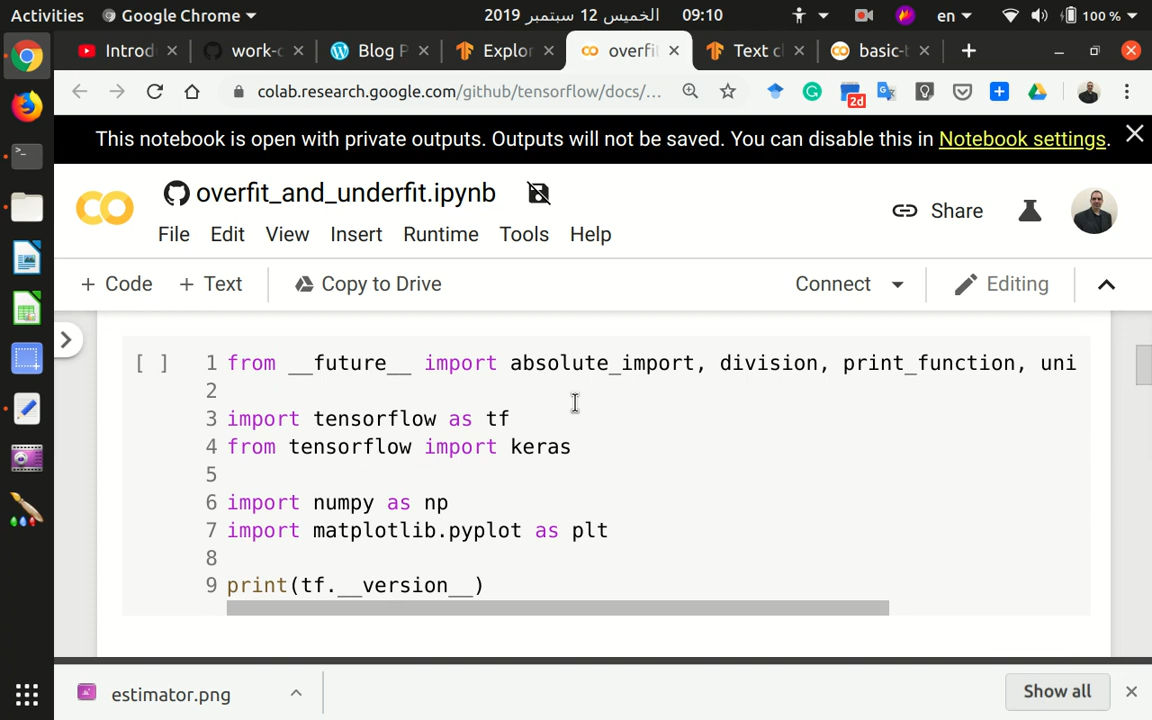 Activities Google Chrome الخميس 12 سبتمبر 2019 09:10 en 100 %
Introd work- Blog P Explor overfi Text cl basic-t
colab.research.google.com/github/tensorflow/docs/... 2d
This notebook is open with private outputs. Outputs will not be saved. You can disable this in Notebook settings.
overfit_and_underfit.ipynb
Share
File Edit View Insert Runtime Tools Help
+ Code + Text Copy to Drive Connect Editing
[ ] 1 from __future__ import absolute_import, division, print_function, uni
2
3 import tensorflow as tf
4 from tensorflow import keras
5
6 import numpy as np
7 import matplotlib.pyplot as plt
8
9 print(tf.__version__)
estimator.png Show all